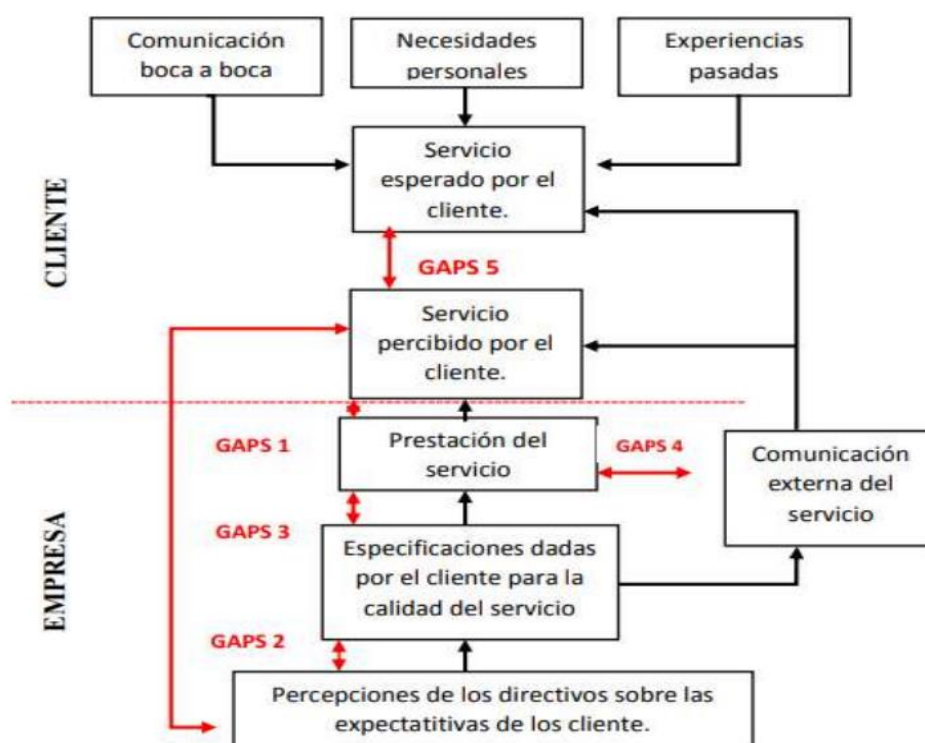 Comunicación
boca a boca
Necesidades
personales
Experiencias
pasadas
CLIENTE
Servicio
esperado por el
cliente.
GAPS 5
Servicio
percibido por el
cliente.
EMPRESA
GAPS 1
Prestación del
servicio
GAPS 4
Comunicación
externa del
servicio
GAPS 3
Especificaciones dadas
por el cliente para la
calidad del servicio
GAPS 2
Percepciones de los directivos sobre las
expectatitivas de los cliente.